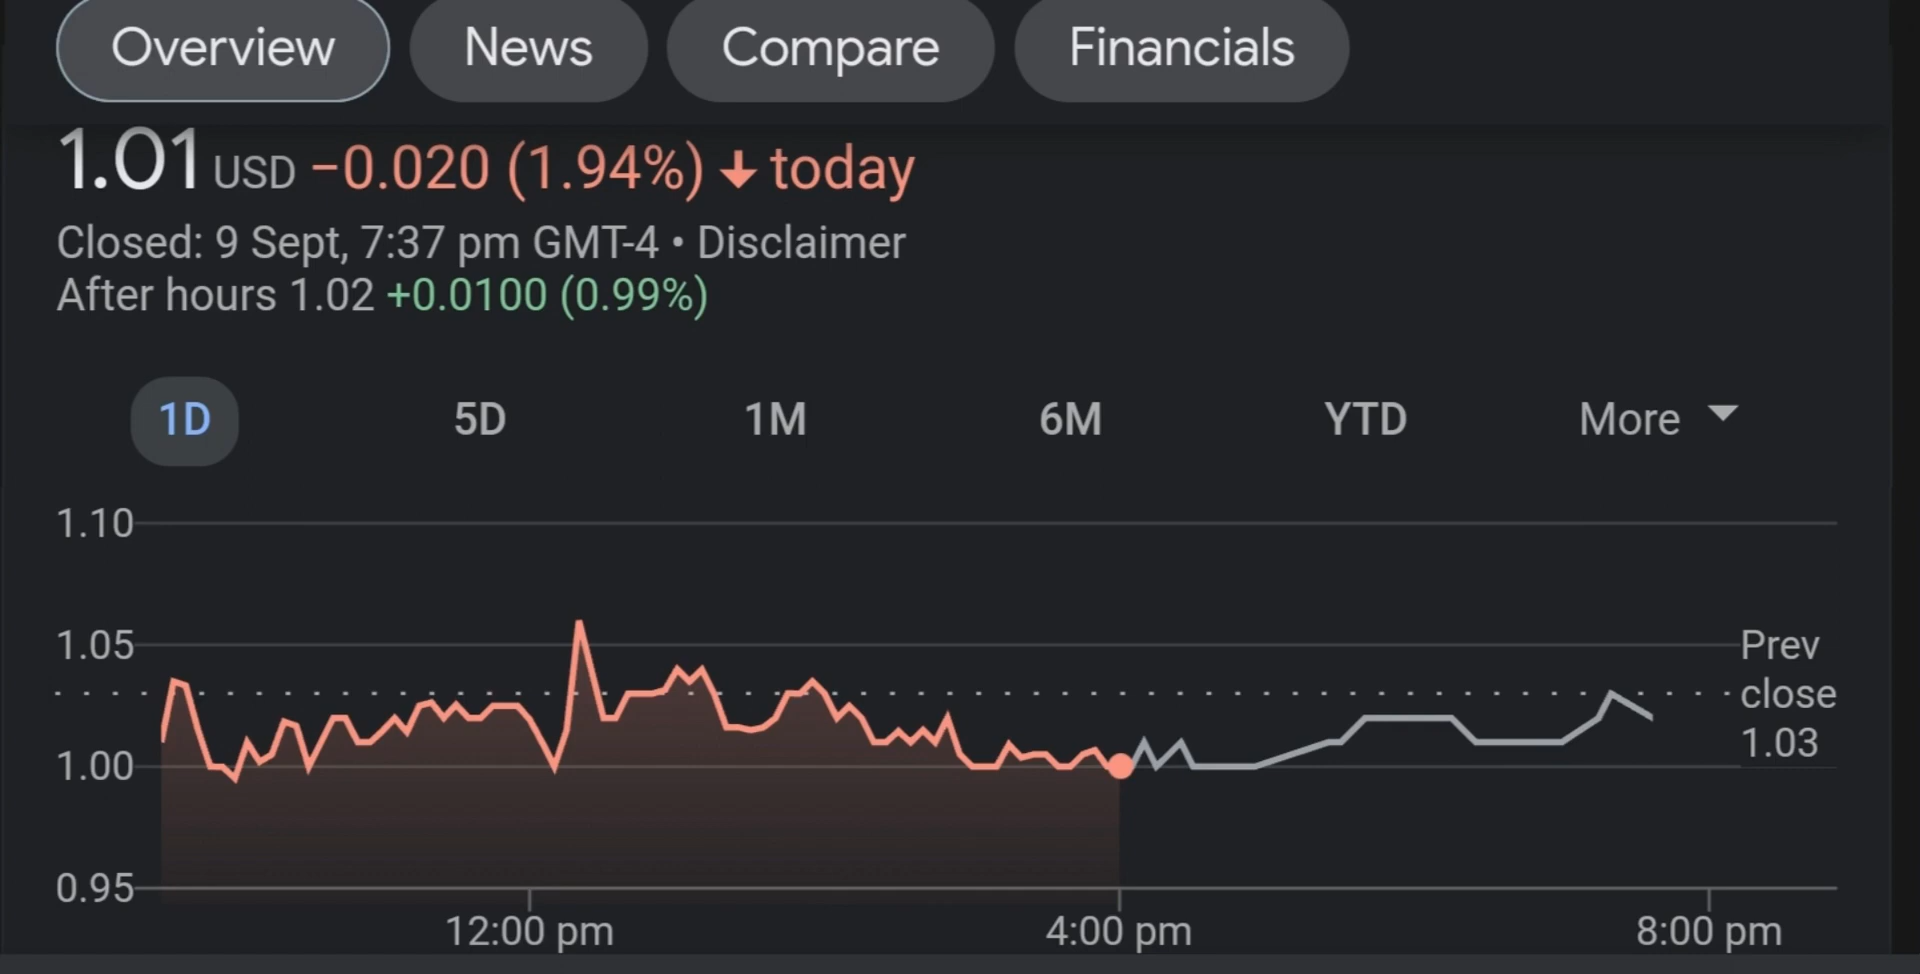 Overview News Compare Financials
1.01 USD −0.020 (1.94%) ↓ today
Closed: 9 Sept, 7:37 pm GMT-4 • Disclaimer
After hours 1.02 +0.0100 (0.99%)
1D 5D 1M 6M YTD More
1.10
1.05
1.00
0.95
Prev
close
1.03
12:00 pm 4:00 pm 8:00 pm